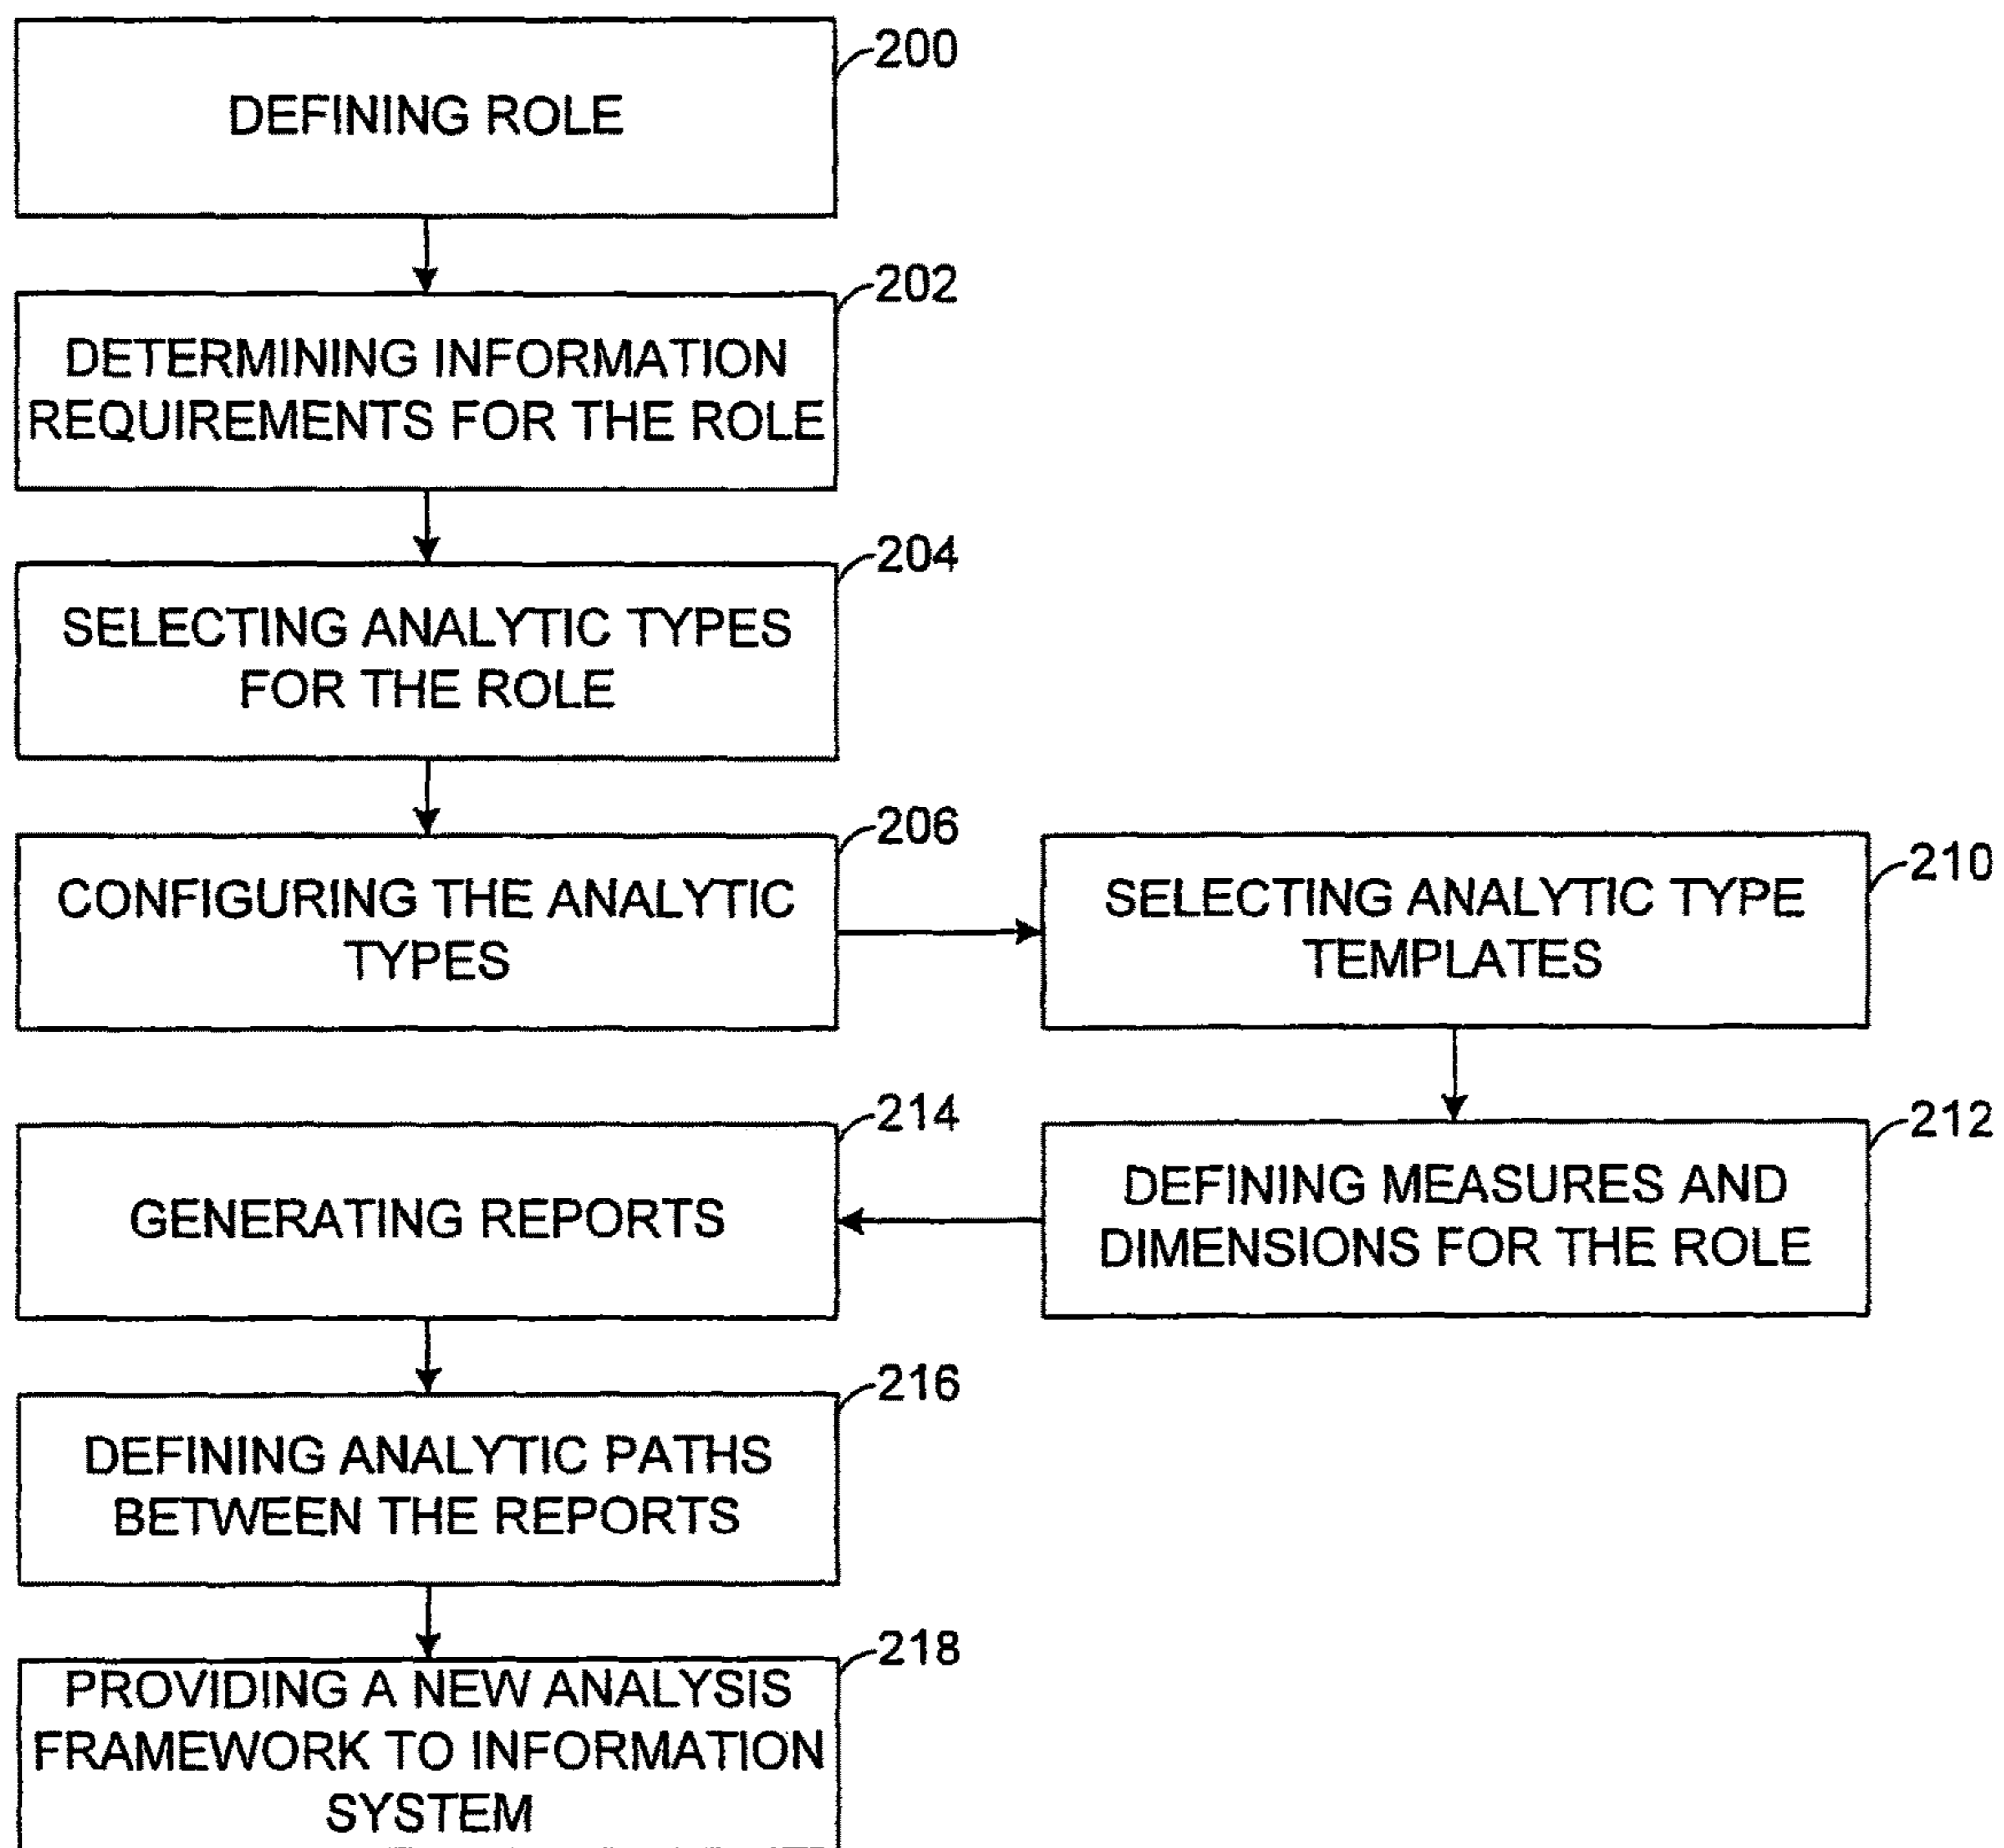 200
DEFINING ROLE
202
DETERMINING INFORMATION
REQUIREMENTS FOR THE ROLE
204
SELECTING ANALYTIC TYPES
FOR THE ROLE
206
CONFIGURING THE ANALYTIC
TYPES
210
SELECTING ANALYTIC TYPE
TEMPLATES
212
DEFINING MEASURES AND
DIMENSIONS FOR THE ROLE
214
GENERATING REPORTS
216
DEFINING ANALYTIC PATHS
BETWEEN THE REPORTS
218
PROVIDING A NEW ANALYSIS
FRAMEWORK TO INFORMATION
SYSTEM